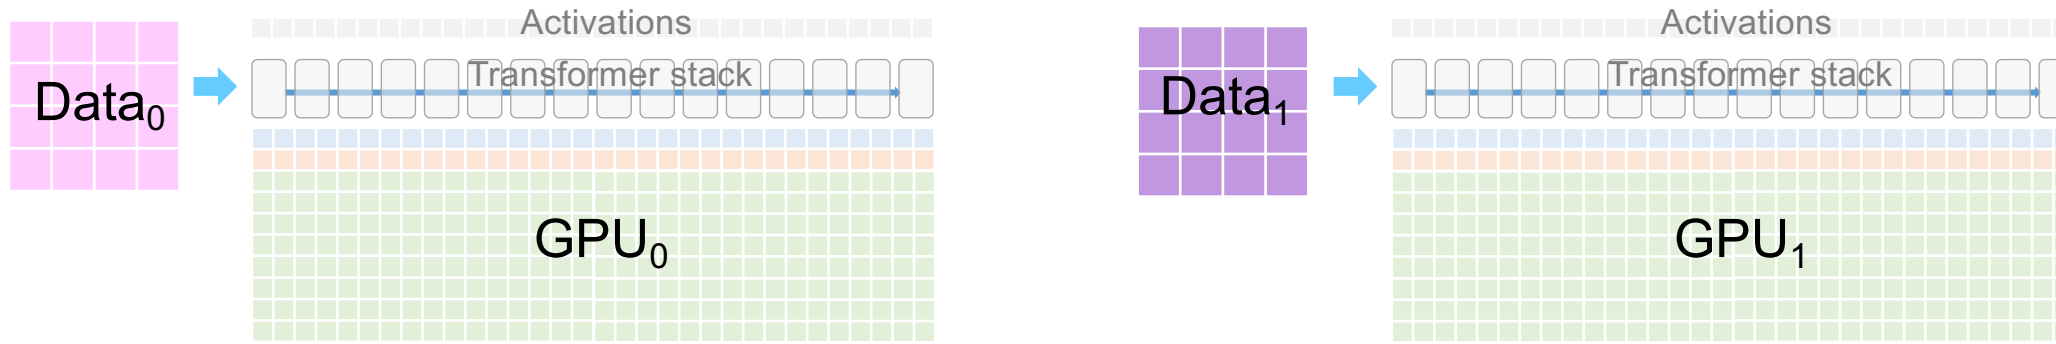 Activations
Transformer stack
Data₀
GPU₀
Activations
Transformer stack
Data₁
GPU₁